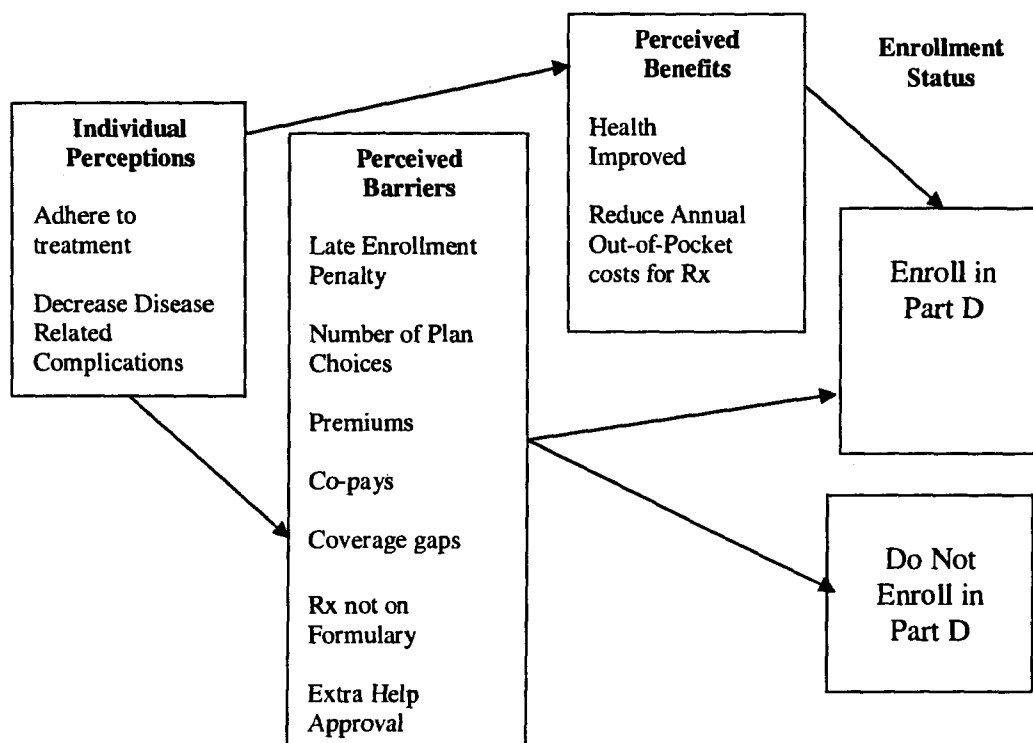 Individual
Perceptions
Adhere to
treatment
Decrease Disease
Related
Complications
Perceived
Barriers
Late Enrollment
Penalty
Number of Plan
Choices
Premiums
Co-pays
Coverage gaps
Rx not on
Formulary
Extra Help
Approval
Perceived
Benefits
Health
Improved
Reduce Annual
Out-of-Pocket
costs for Rx
Enrollment
Status
Enroll in
Part D
Do Not
Enroll in
Part D